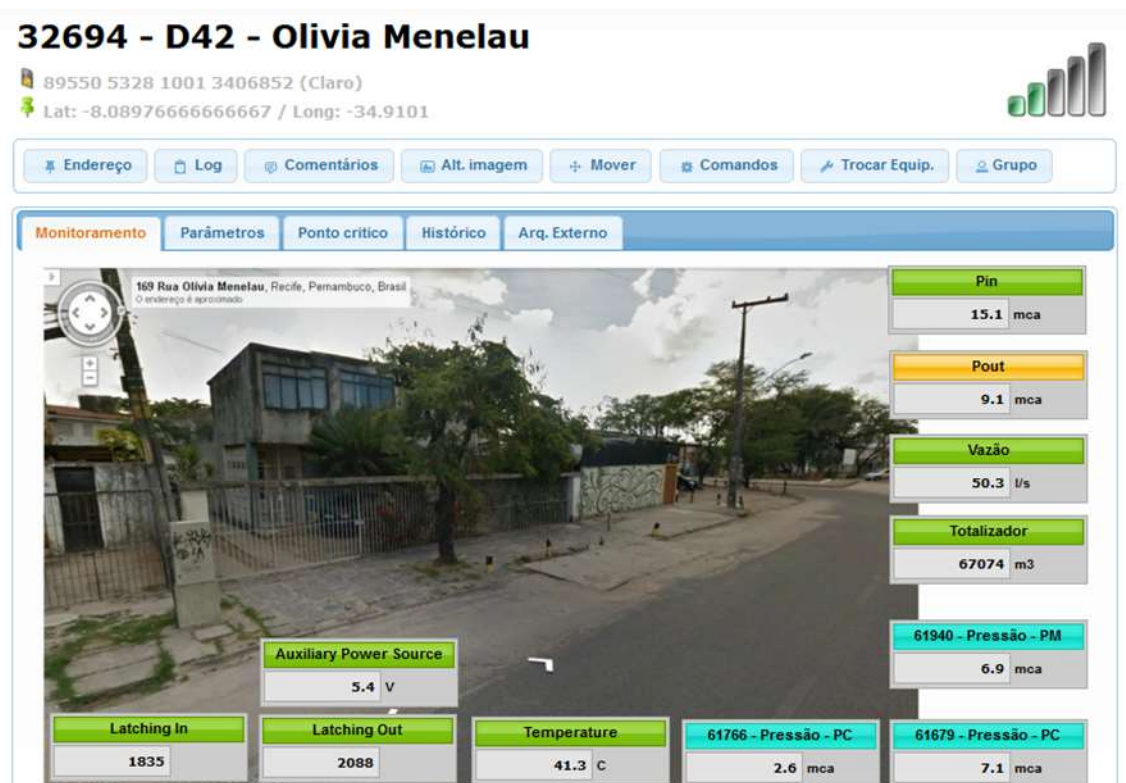 32694 - D42 - Olivia Menelau
89550 5328 1001 3406852 (Claro)
Lat: -8.08976666666667 / Long: -34.9101
Endereço Log Comentários Alt. imagem Mover Comandos Trocar Equip. Grupo
Monitoramento Parâmetros Ponto critico Histórico Arq. Externo
169 Rua Olívia Menelau, Recife, Pernambuco, Brasil
O endereço é aproximado
Pin
15.1 mca
Pout
9.1 mca
Vazão
50.3 l/s
Totalizador
67074 m3
61940 - Pressão - PM
6.9 mca
Auxiliary Power Source
5.4 V
Latching In
1835
Latching Out
2088
Temperature
41.3 C
61766 - Pressão - PC
2.6 mca
61679 - Pressão - PC
7.1 mca